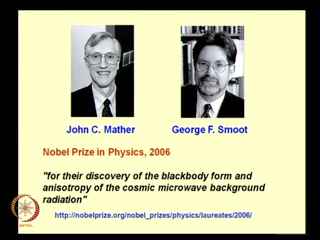 John C. Mather George F. Smoot
Nobel Prize in Physics, 2006
"for their discovery of the blackbody form and
anisotropy of the cosmic microwave background
radiation"
http://nobelprize.org/nobel_prizes/physics/laureates/2006/
NPTEL